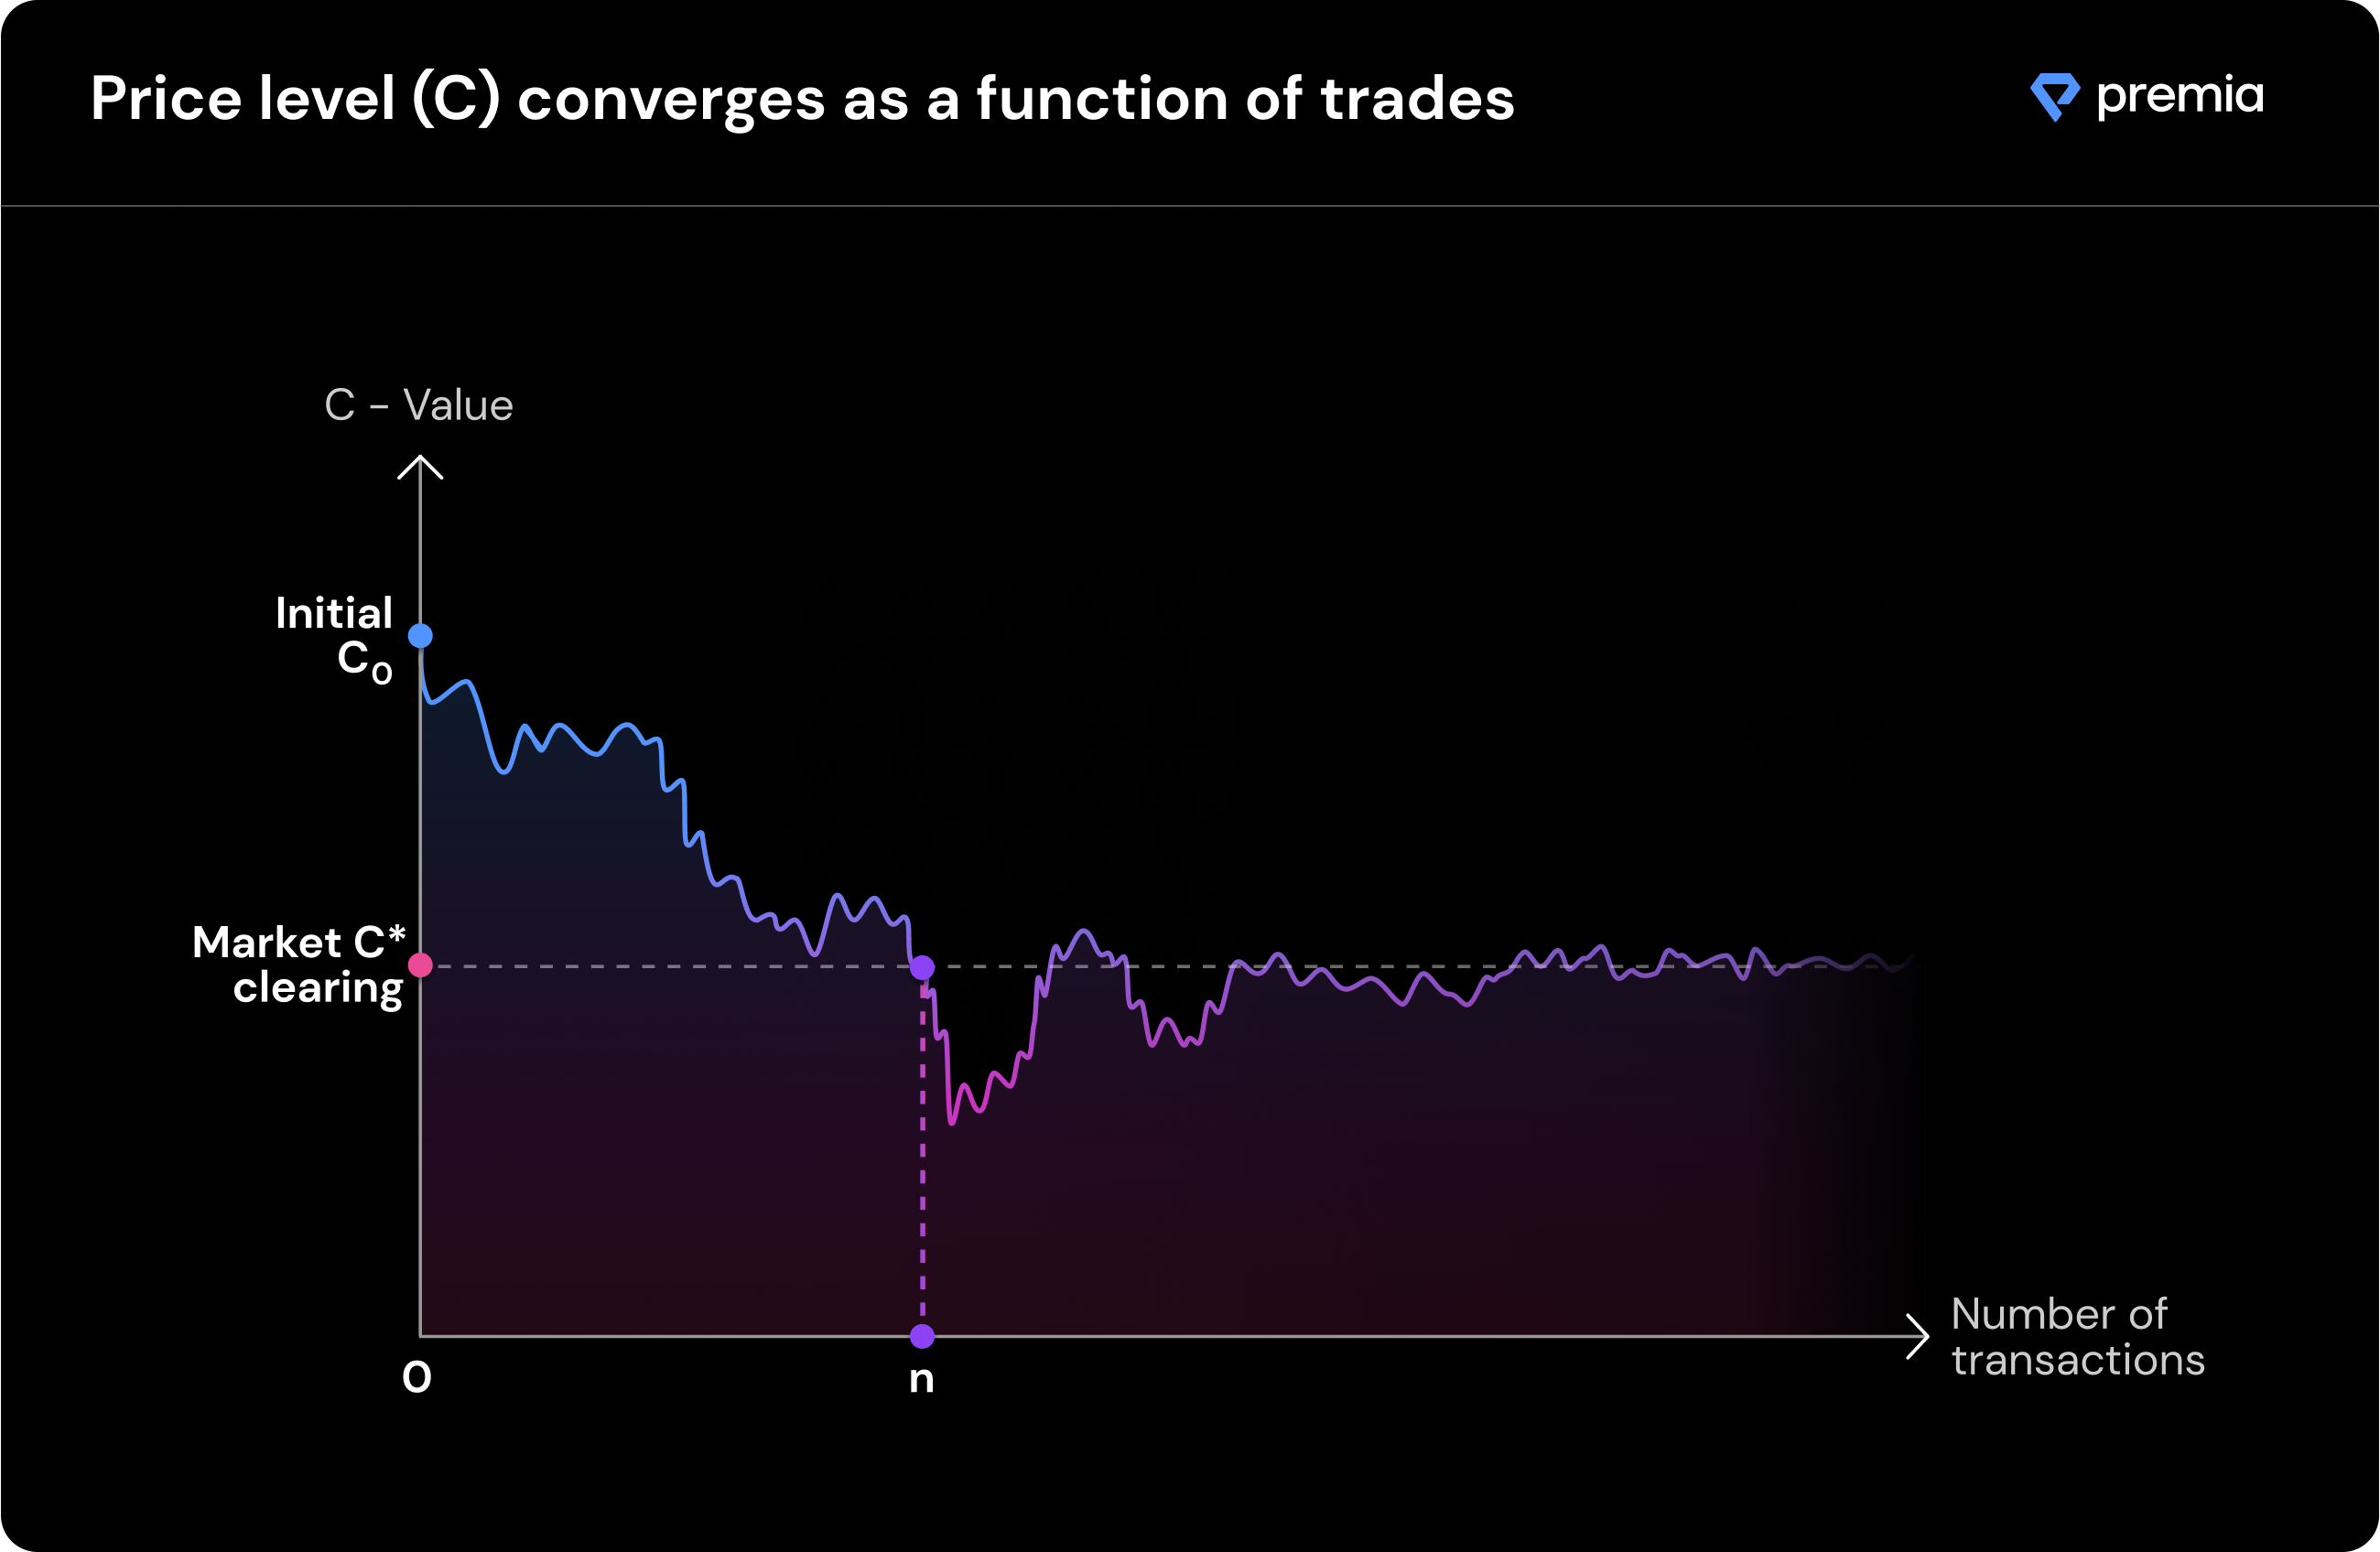 Price level (C) converges as a function of trades
premia
C - Value
Initial
C₀
Market C*
clearing
0
n
Number of
transactions